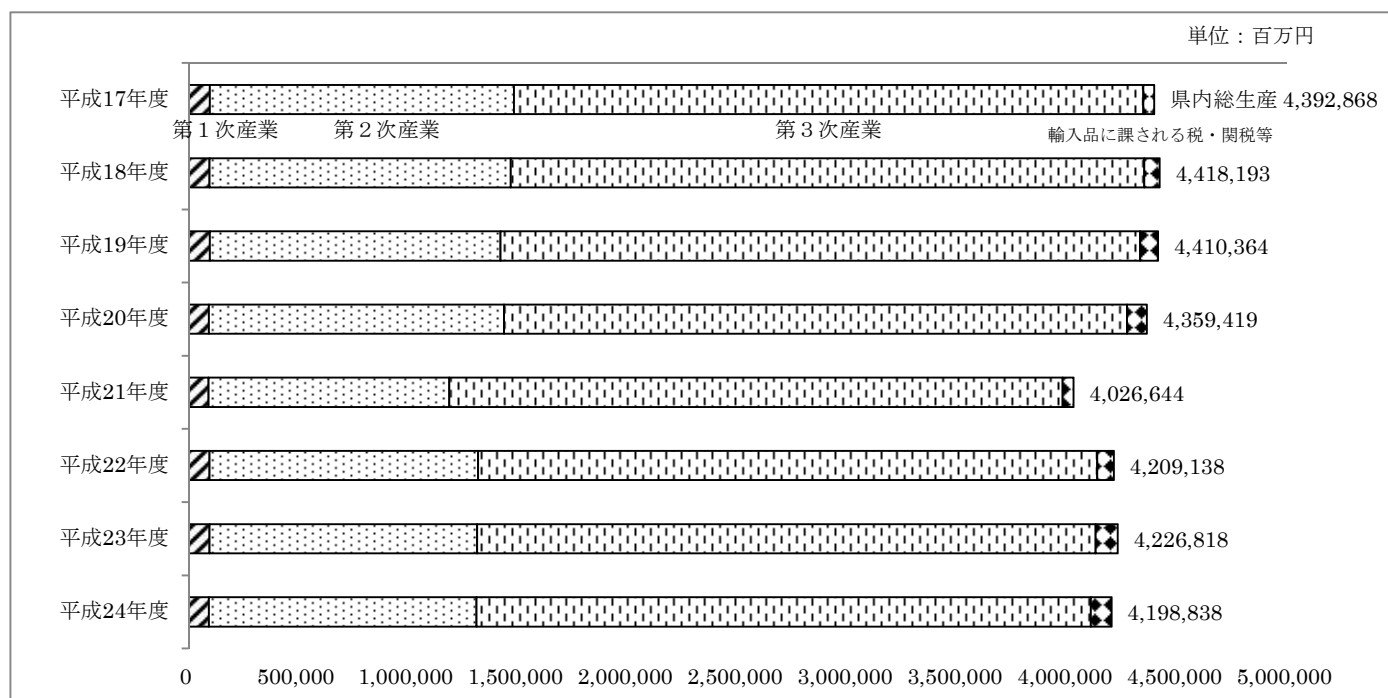 単位：百万円
平成17年度 県内総生産 4,392,868
第１次産業 第２次産業 第３次産業 輸入品に課される税・関税等
平成18年度 4,418,193
平成19年度 4,410,364
平成20年度 4,359,419
平成21年度 4,026,644
平成22年度 4,209,138
平成23年度 4,226,818
平成24年度 4,198,838
0 500,000 1,000,000 1,500,000 2,000,000 2,500,000 3,000,000 3,500,000 4,000,000 4,500,000 5,000,000